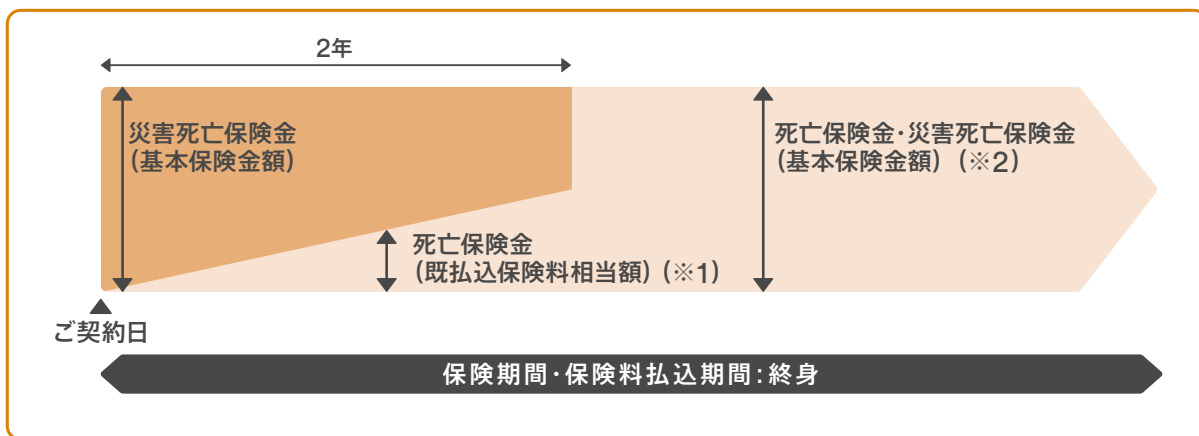 2年
災害死亡保険金
(基本保険金額)
死亡保険金・災害死亡保険金
(基本保険金額)(※2)
死亡保険金
(既払込保険料相当額)(※1)
ご契約日
保険期間・保険料払込期間:終身